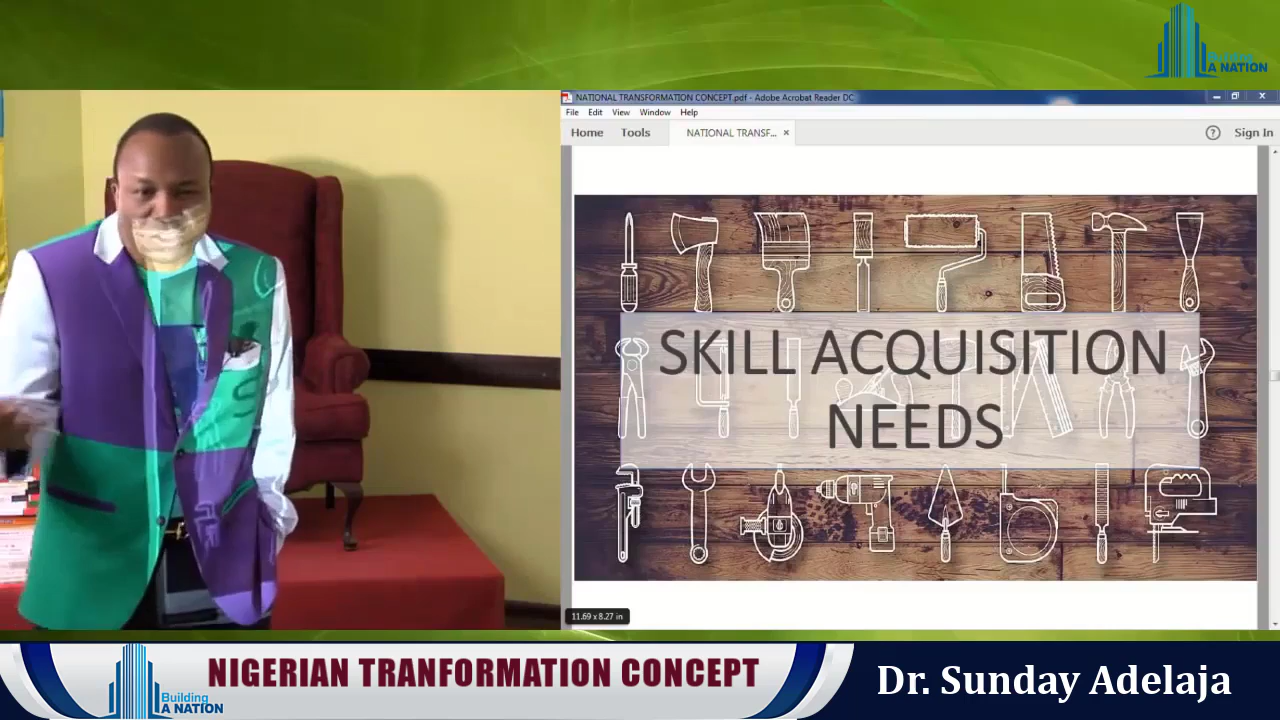 Building
A NATION
NATIONAL TRANSFORMATION CONCEPT.pdf - Adobe Acrobat Reader DC
File Edit View Window Help
Home Tools NATIONAL TRANSF... × ? Sign In
SKILL ACQUISITION
NEEDS
11.69 x 8.27 in
NIGERIAN TRANFORMATION CONCEPT
Building
A NATION
Dr. Sunday Adelaja